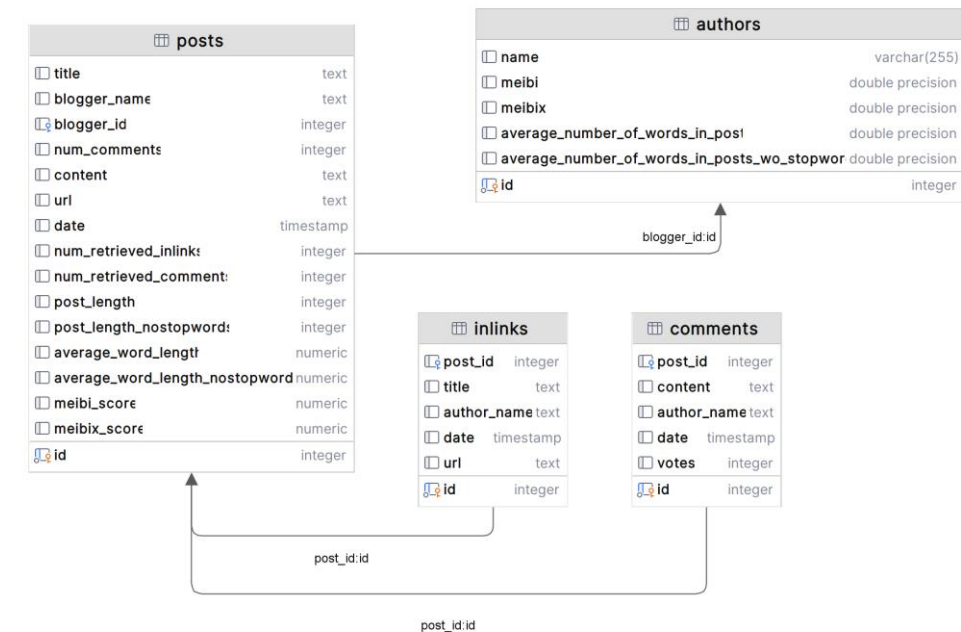 posts
title text
blogger_name text
blogger_id integer
num_comments integer
content text
url text
date timestamp
num_retrieved_inlinks integer
num_retrieved_comments integer
post_length integer
post_length_nostopwords integer
average_word_length numeric
average_word_length_nostopword numeric
meibi_score numeric
meibix_score numeric
id integer
authors
name varchar(255)
meibi double precision
meibix double precision
average_number_of_words_in_post double precision
average_number_of_words_in_posts_wo_stopwor double precision
id integer
blogger_id:id
inlinks
post_id integer
title text
author_name text
date timestamp
url text
id integer
comments
post_id integer
content text
author_name text
date timestamp
votes integer
id integer
post_id:id
post_id:id